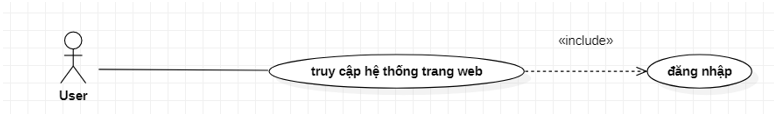 «include»
truy cập hệ thống trang web
đăng nhập
User